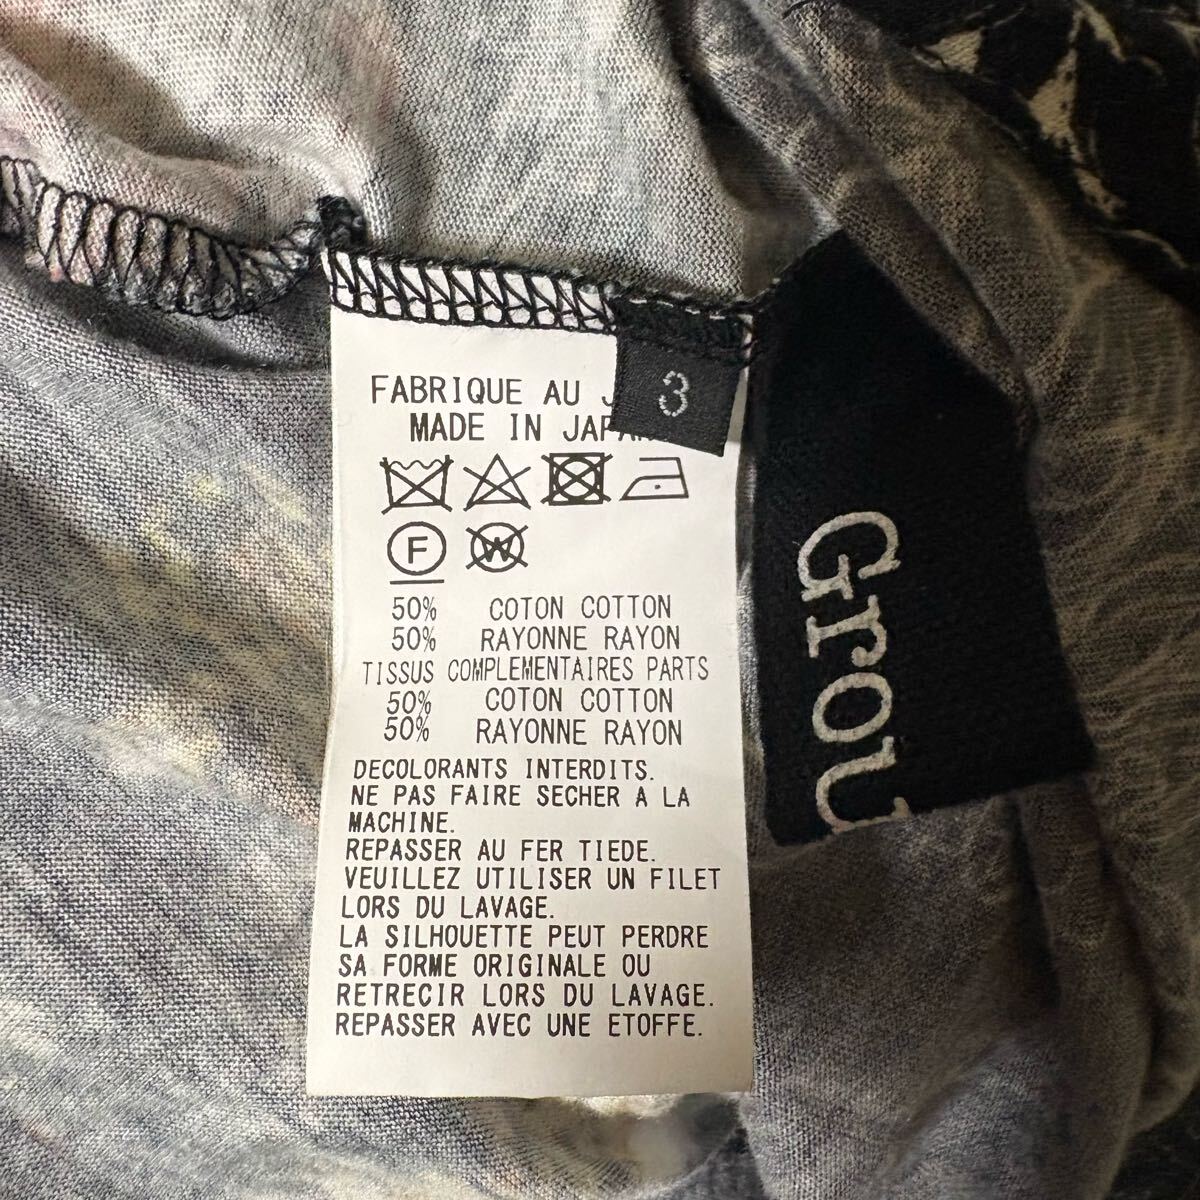 FABRIQUE AU
3
MADE IN JAPAN
F
W
50% COTON COTTON
50% RAYONNE RAYON
TISSUS COMPLEMENTAIRES PARTS
50% COTON COTTON
50% RAYONNE RAYON
DECOLORANTS INTERDITS.
NE PAS FAIRE SECHER A LA
MACHINE.
REPASSER AU FER TIEDE.
VEUILLEZ UTILISER UN FILET
LORS DU LAVAGE.
LA SILHOUETTE PEUT PERDRE
SA FORME ORIGINALE OU
RETRECIR LORS DU LAVAGE.
REPASSER AVEC UNE ETOFFE.
Grou